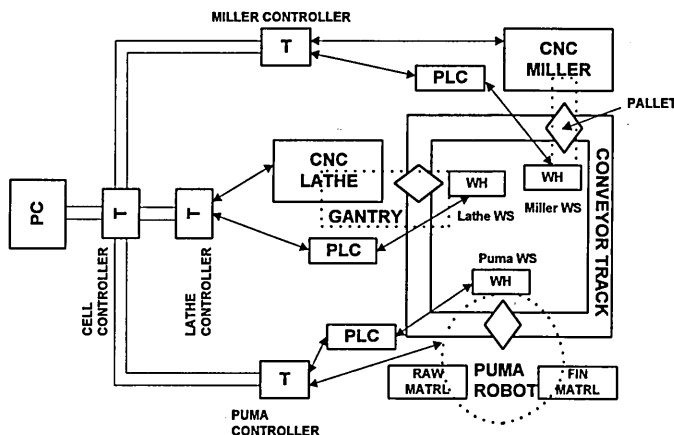 MILLER CONTROLLER
T
PLC
CNC
MILLER
PALLET
CNC
LATHE
WH
Miller WS
WH
Lathe WS
CONVEYOR TRACK
GANTRY
PC
T
T
PLC
CELL
CONTROLLER
LATHE
CONTROLLER
Puma WS
WH
PLC
T
RAW
MATRL
PUMA
ROBOT
FIN
MATRL
PUMA
CONTROLLER